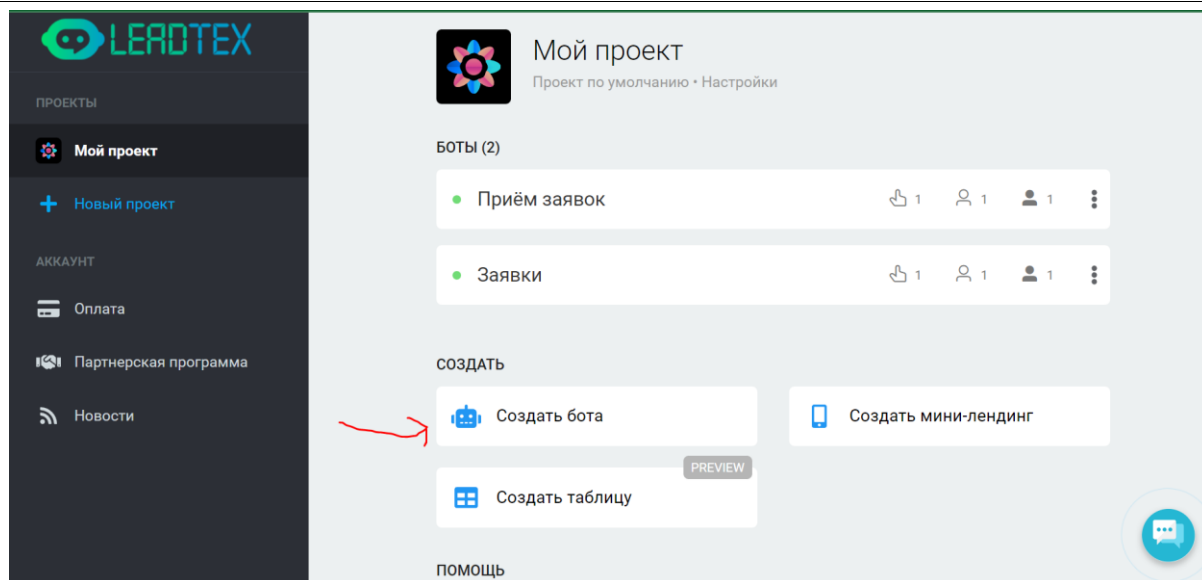 LEADTEX
ПРОЕКТЫ
Мой проект
Новый проект
АККАУНТ
Оплата
Партнерская программа
Новости
Мой проект
Проект по умолчанию • Настройки
БОТЫ (2)
Приём заявок 1 1 1
Заявки 1 1 1
СОЗДАТЬ
Создать бота
Создать мини-лендинг
PREVIEW
Создать таблицу
ПОМОЩЬ